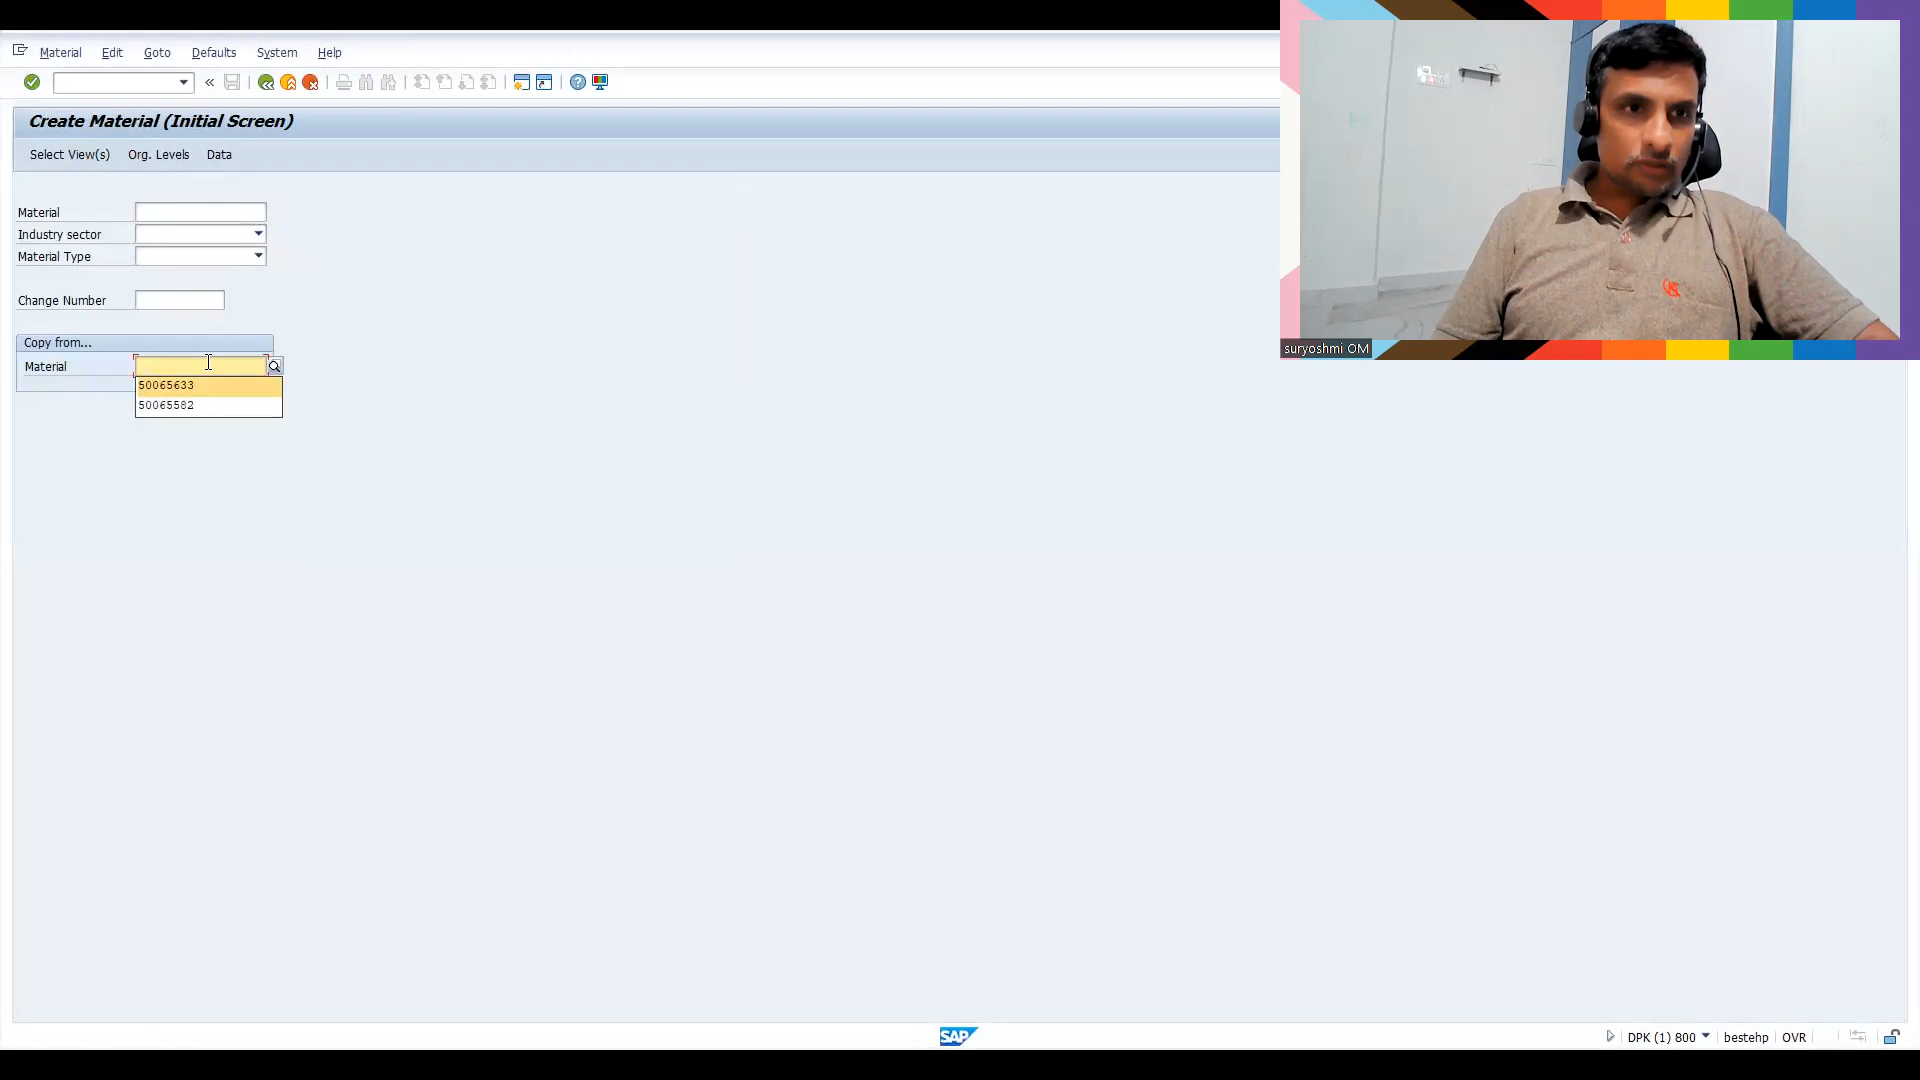 Material Edit Goto Defaults System Help
Create Material (Initial Screen)
Select View(s) Org. Levels Data
Material
Industry sector
Material Type
Change Number
Copy from...
Material
50065633
50065582
suryoshmi OM
SAP
DPK (1) 800 bestehp OVR